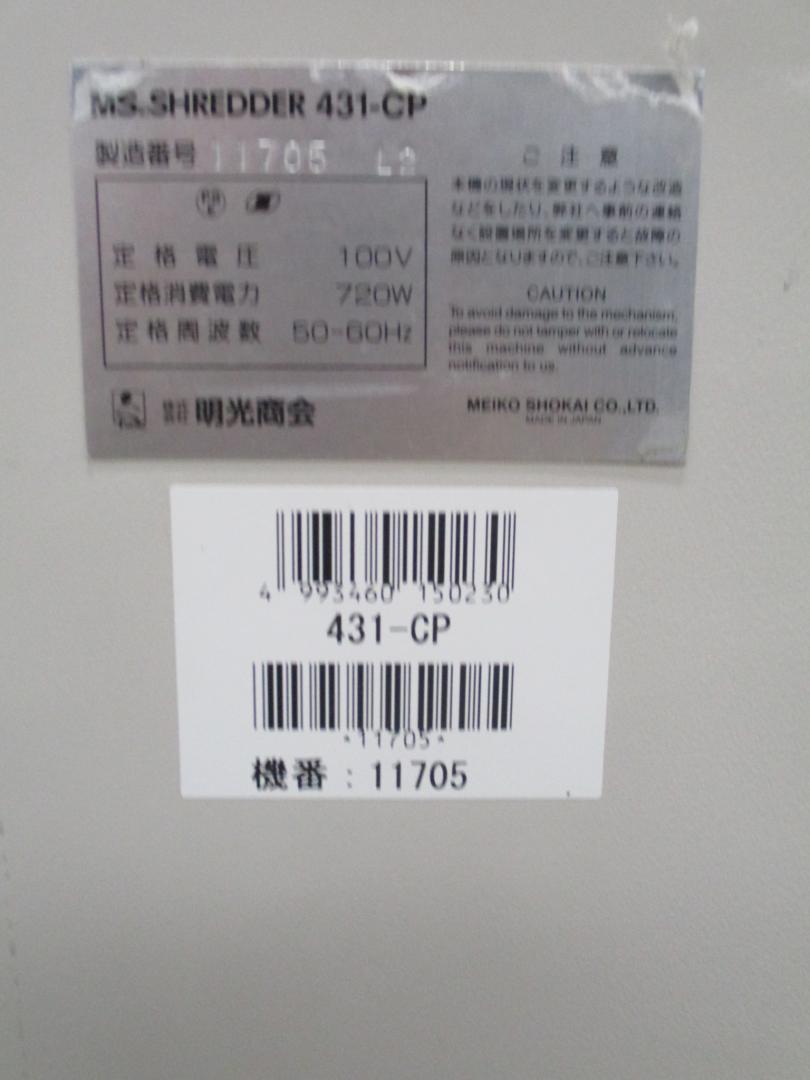 MS.SHREDDER 431-CP
製造番号 11705 L2
定格電圧 100V
定格消費電力 720W
定格周波数 50-60Hz
株式会社 明光商会
ご注意
本機の現状を変更するような改造
などをしたり、弊社へ事前の連絡
なく設置場所を変更すると故障の
原因となりますので、ご注意下さい。
CAUTION
To avoid damage to the mechanism,
please do not tamper with or relocate
this machine without advance
notification to us.
MEIKO SHOKAI CO.,LTD.
MADE IN JAPAN
4 993460 150230
431-CP
*11705*
機番 : 11705